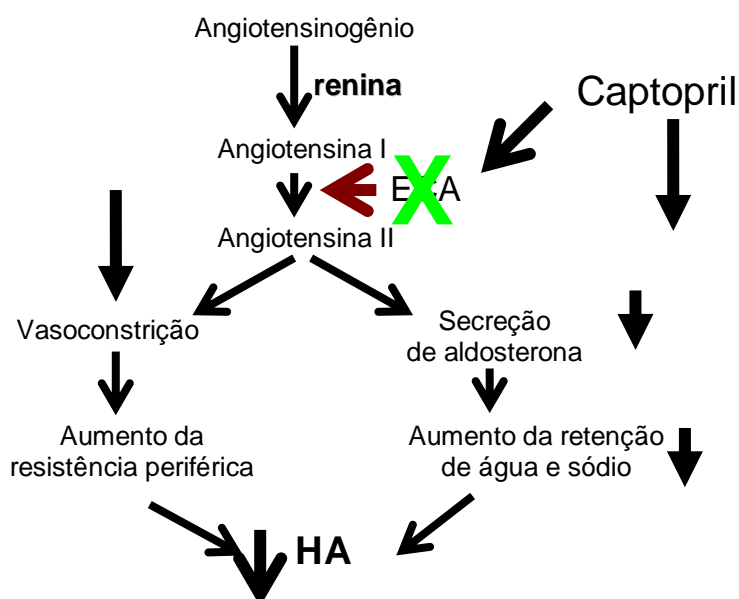 Angiotensinogênio
renina
Captopril
Angiotensina I
ECA
Angiotensina II
Vasoconstrição
Secreção
de aldosterona
Aumento da
resistência periférica
Aumento da retenção
de água e sódio
HA